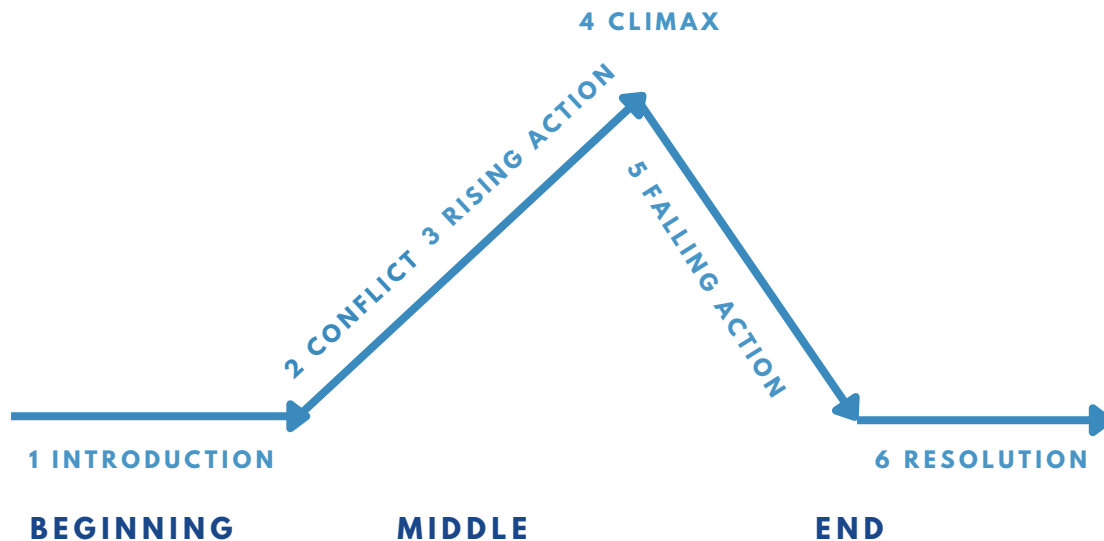 4 CLIMAX
2 CONFLICT 3 RISING ACTION
5 FALLING ACTION
1 INTRODUCTION
6 RESOLUTION
BEGINNING
MIDDLE
END